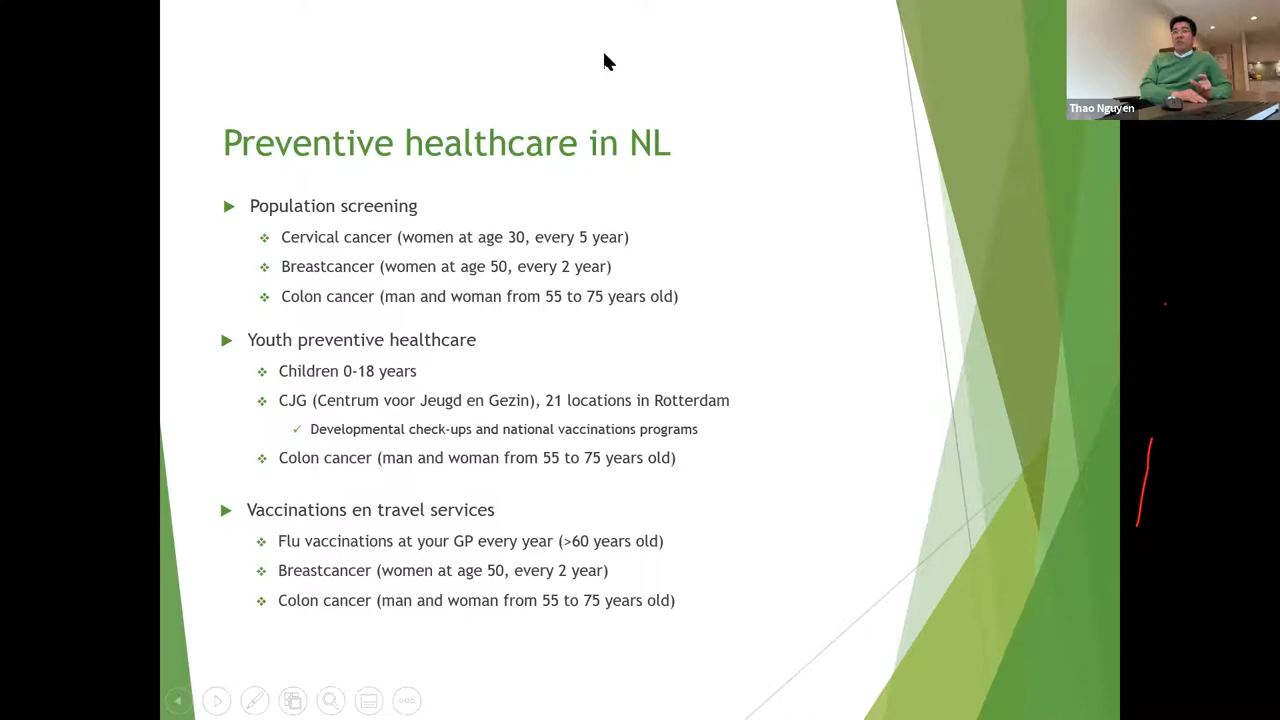 Preventive healthcare in NL
Population screening
Cervical cancer (women at age 30, every 5 year)
Breastcancer (women at age 50, every 2 year)
Colon cancer (man and woman from 55 to 75 years old)
Youth preventive healthcare
Children 0-18 years
CJG (Centrum voor Jeugd en Gezin), 21 locations in Rotterdam
Developmental check-ups and national vaccinations programs
Colon cancer (man and woman from 55 to 75 years old)
Vaccinations en travel services
Flu vaccinations at your GP every year (>60 years old)
Breastcancer (women at age 50, every 2 year)
Colon cancer (man and woman from 55 to 75 years old)
Thao Nguyen